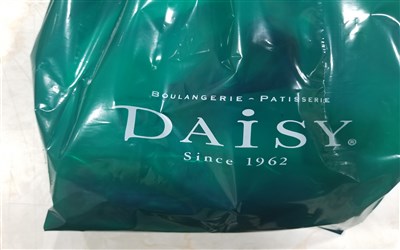 BOULANGERIE - PATISSERIE
DAiSY®
Since 1962